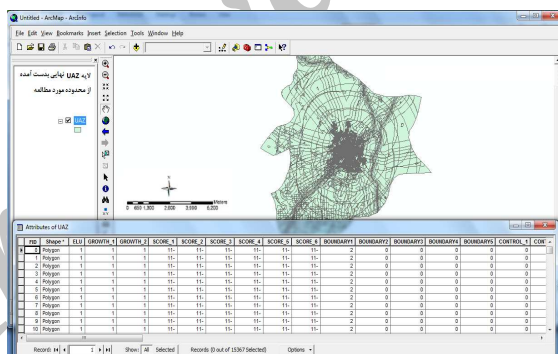 Untitled - ArcMap - ArcInfo
File Edit View Bookmarks Insert Selection Tools Window Help
لایه UAZ نهایی بدست آمده
از محدوده مورد مطالعه
UAZ
Meters
Attributes of UAZ
FID Shape * ELU GROWTH_1 GROWTH_2 SCORE_1 SCORE_2 SCORE_3 SCORE_4 SCORE_5 SCORE_6 BOUNDARY1 BOUNDARY2 BOUNDARY3 BOUNDARY4 BOUNDARY5 CONTROL_1 CONT
0 Polygon 1 1 1 11- 11- 11- 11- 11- 11- 2 0 0 0 0 0
1 Polygon 1 1 1 11- 11- 11- 11- 11- 11- 2 0 0 0 0 0
2 Polygon 1 1 1 11- 11- 11- 11- 11- 11- 2 0 0 0 0 0
3 Polygon 1 1 1 11- 11- 11- 11- 11- 11- 2 0 0 0 0 0
4 Polygon 1 1 1 11- 11- 11- 11- 11- 11- 2 0 0 0 0 0
5 Polygon 1 1 1 11- 11- 11- 11- 11- 11- 2 0 0 0 0 0
6 Polygon 1 1 1 11- 11- 11- 11- 11- 11- 2 0 0 0 0 0
7 Polygon 1 1 1 11- 11- 11- 11- 11- 11- 2 0 0 0 0 0
8 Polygon 1 1 1 11- 11- 11- 11- 11- 11- 2 0 0 0 0 0
9 Polygon 1 1 1 11- 11- 11- 11- 11- 11- 2 0 0 0 0 0
10 Polygon 1 1 1 11- 11- 11- 11- 11- 11- 2 0 0 0 0 0
Record: 1 Show: All Selected Records (0 out of 15367 Selected) Options